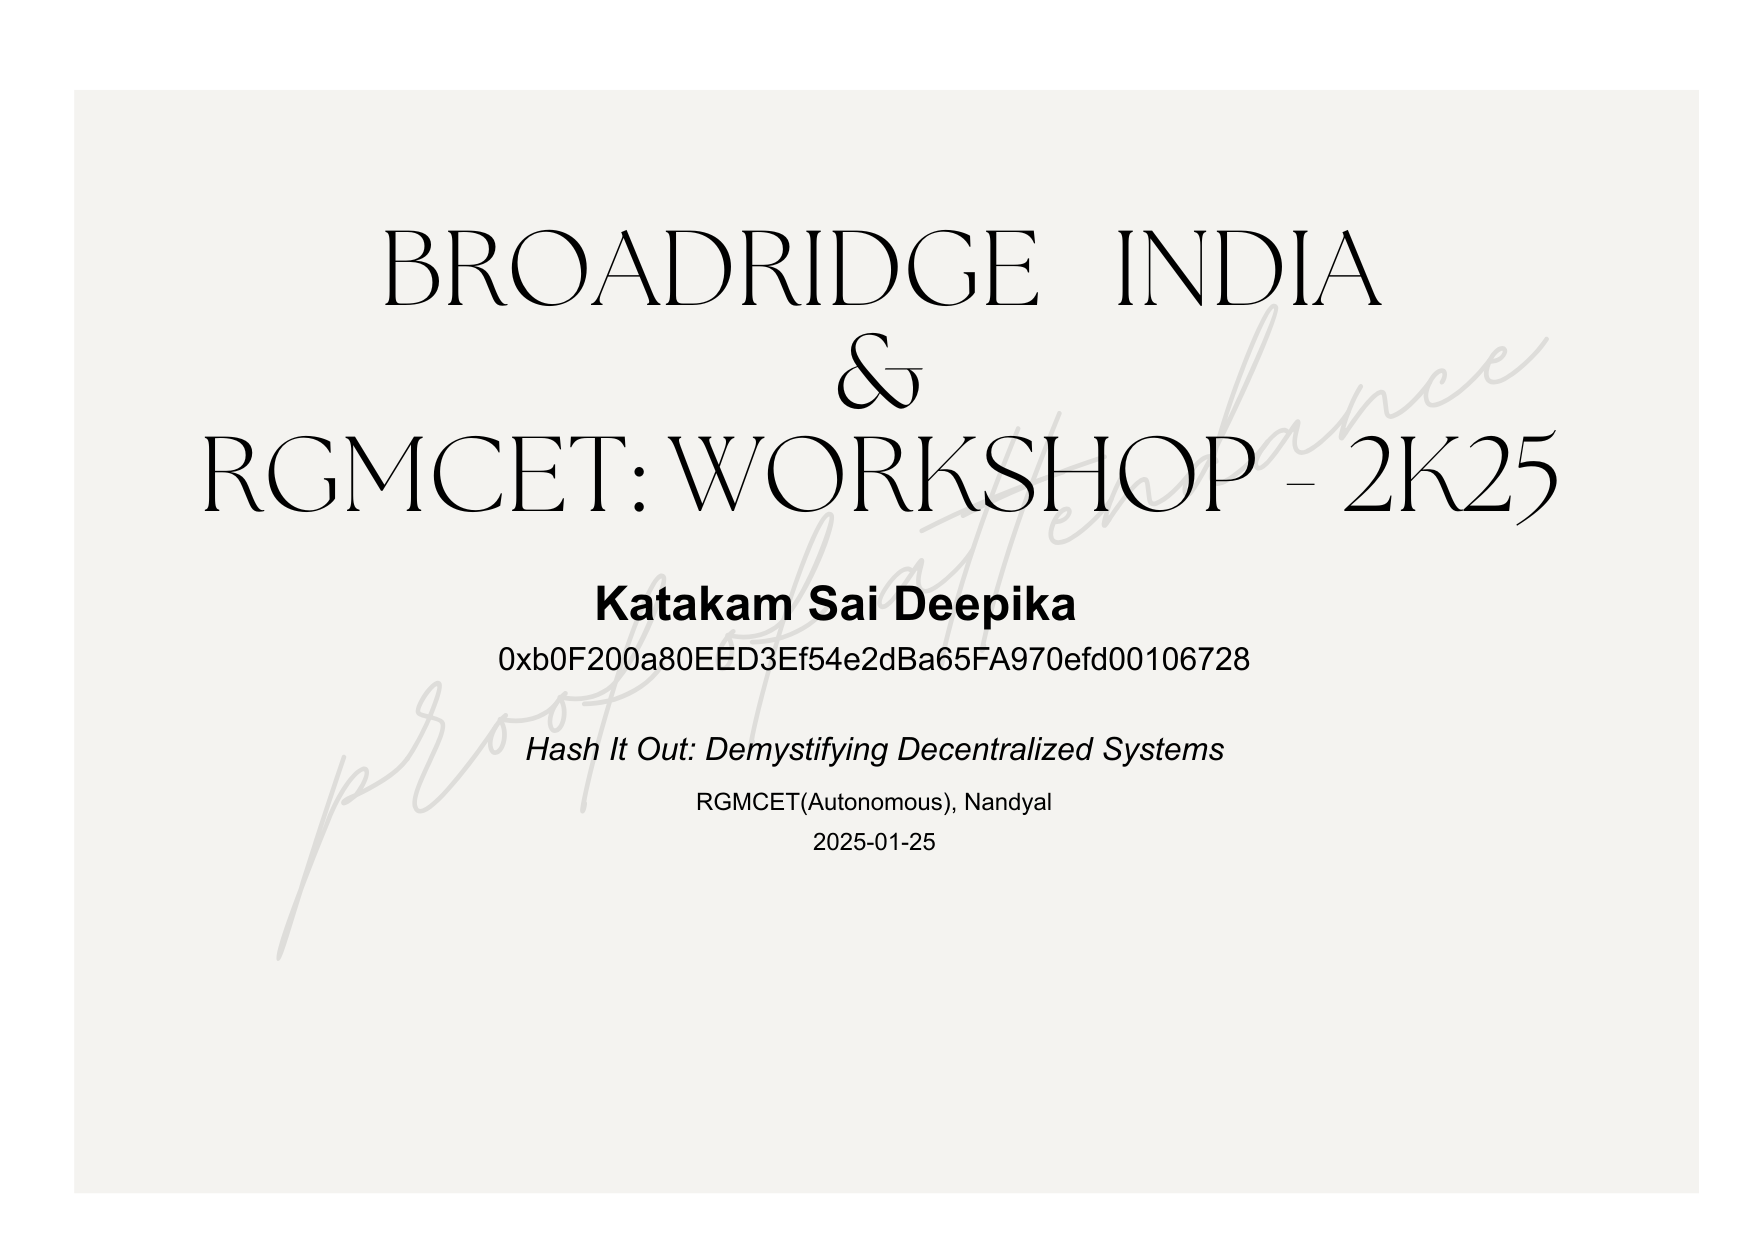 BROADRIDGE INDIA
&
RGMCET: WORKSHOP - 2K25
proof of attendance
Katakam Sai Deepika
0xb0F200a80EED3Ef54e2dBa65FA970efd00106728
Hash It Out: Demystifying Decentralized Systems
RGMCET(Autonomous), Nandyal
2025-01-25